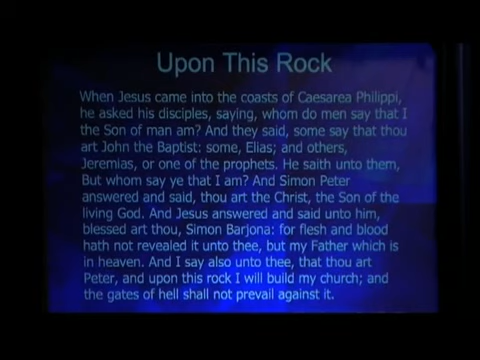 Upon This Rock
When Jesus came into the coasts of Caesarea Philippi,
he asked his disciples, saying, whom do men say that I
the Son of man am? And they said, some say that thou
art John the Baptist: some, Elias; and others,
Jeremias, or one of the prophets. He saith unto them,
But whom say ye that I am? And Simon Peter
answered and said, thou art the Christ, the Son of the
living God. And Jesus answered and said unto him,
blessed art thou, Simon Barjona: for flesh and blood
hath not revealed it unto thee, but my Father which is
in heaven. And I say also unto thee, that thou art
Peter, and upon this rock I will build my church; and
the gates of hell shall not prevail against it.